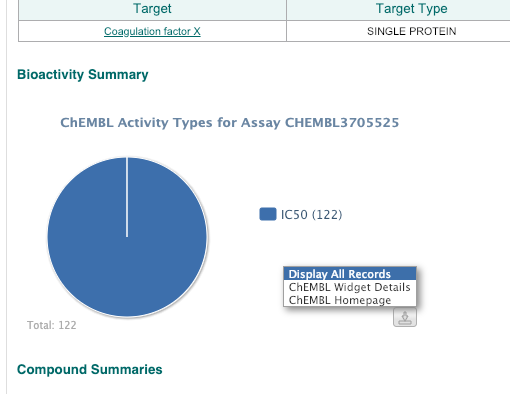 Target Target Type
Coagulation factor X SINGLE PROTEIN
Bioactivity Summary
ChEMBL Activity Types for Assay CHEMBL3705525
IC50 (122)
Display All Records
ChEMBL Widget Details
ChEMBL Homepage
Total: 122
Compound Summaries